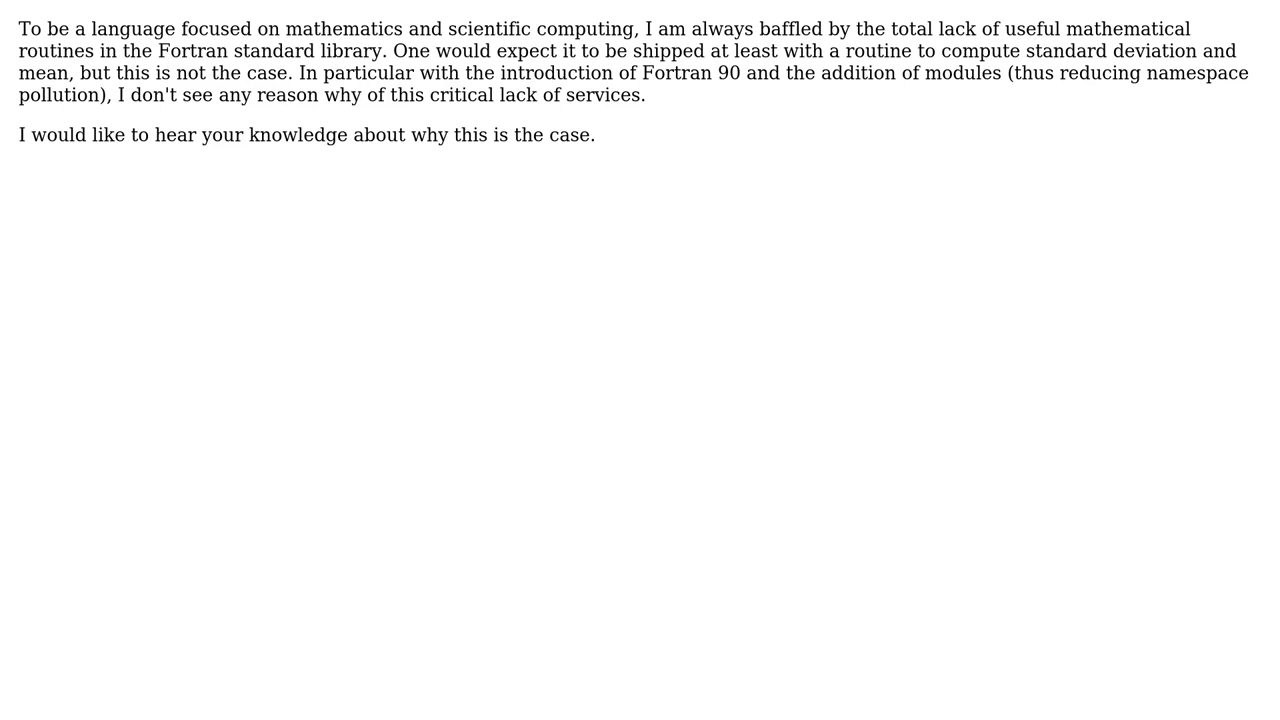 To be a language focused on mathematics and scientific computing, I am always baffled by the total lack of useful mathematical
routines in the Fortran standard library. One would expect it to be shipped at least with a routine to compute standard deviation and
mean, but this is not the case. In particular with the introduction of Fortran 90 and the addition of modules (thus reducing namespace
pollution), I don't see any reason why of this critical lack of services.
I would like to hear your knowledge about why this is the case.